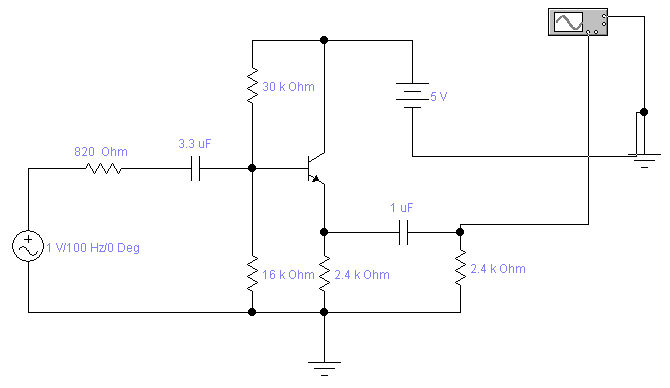 30 k Ohm
5 V
3.3 uF
820 Ohm
1 uF
1 V/100 Hz/0 Deg
16 k Ohm
2.4 k Ohm
2.4 k Ohm